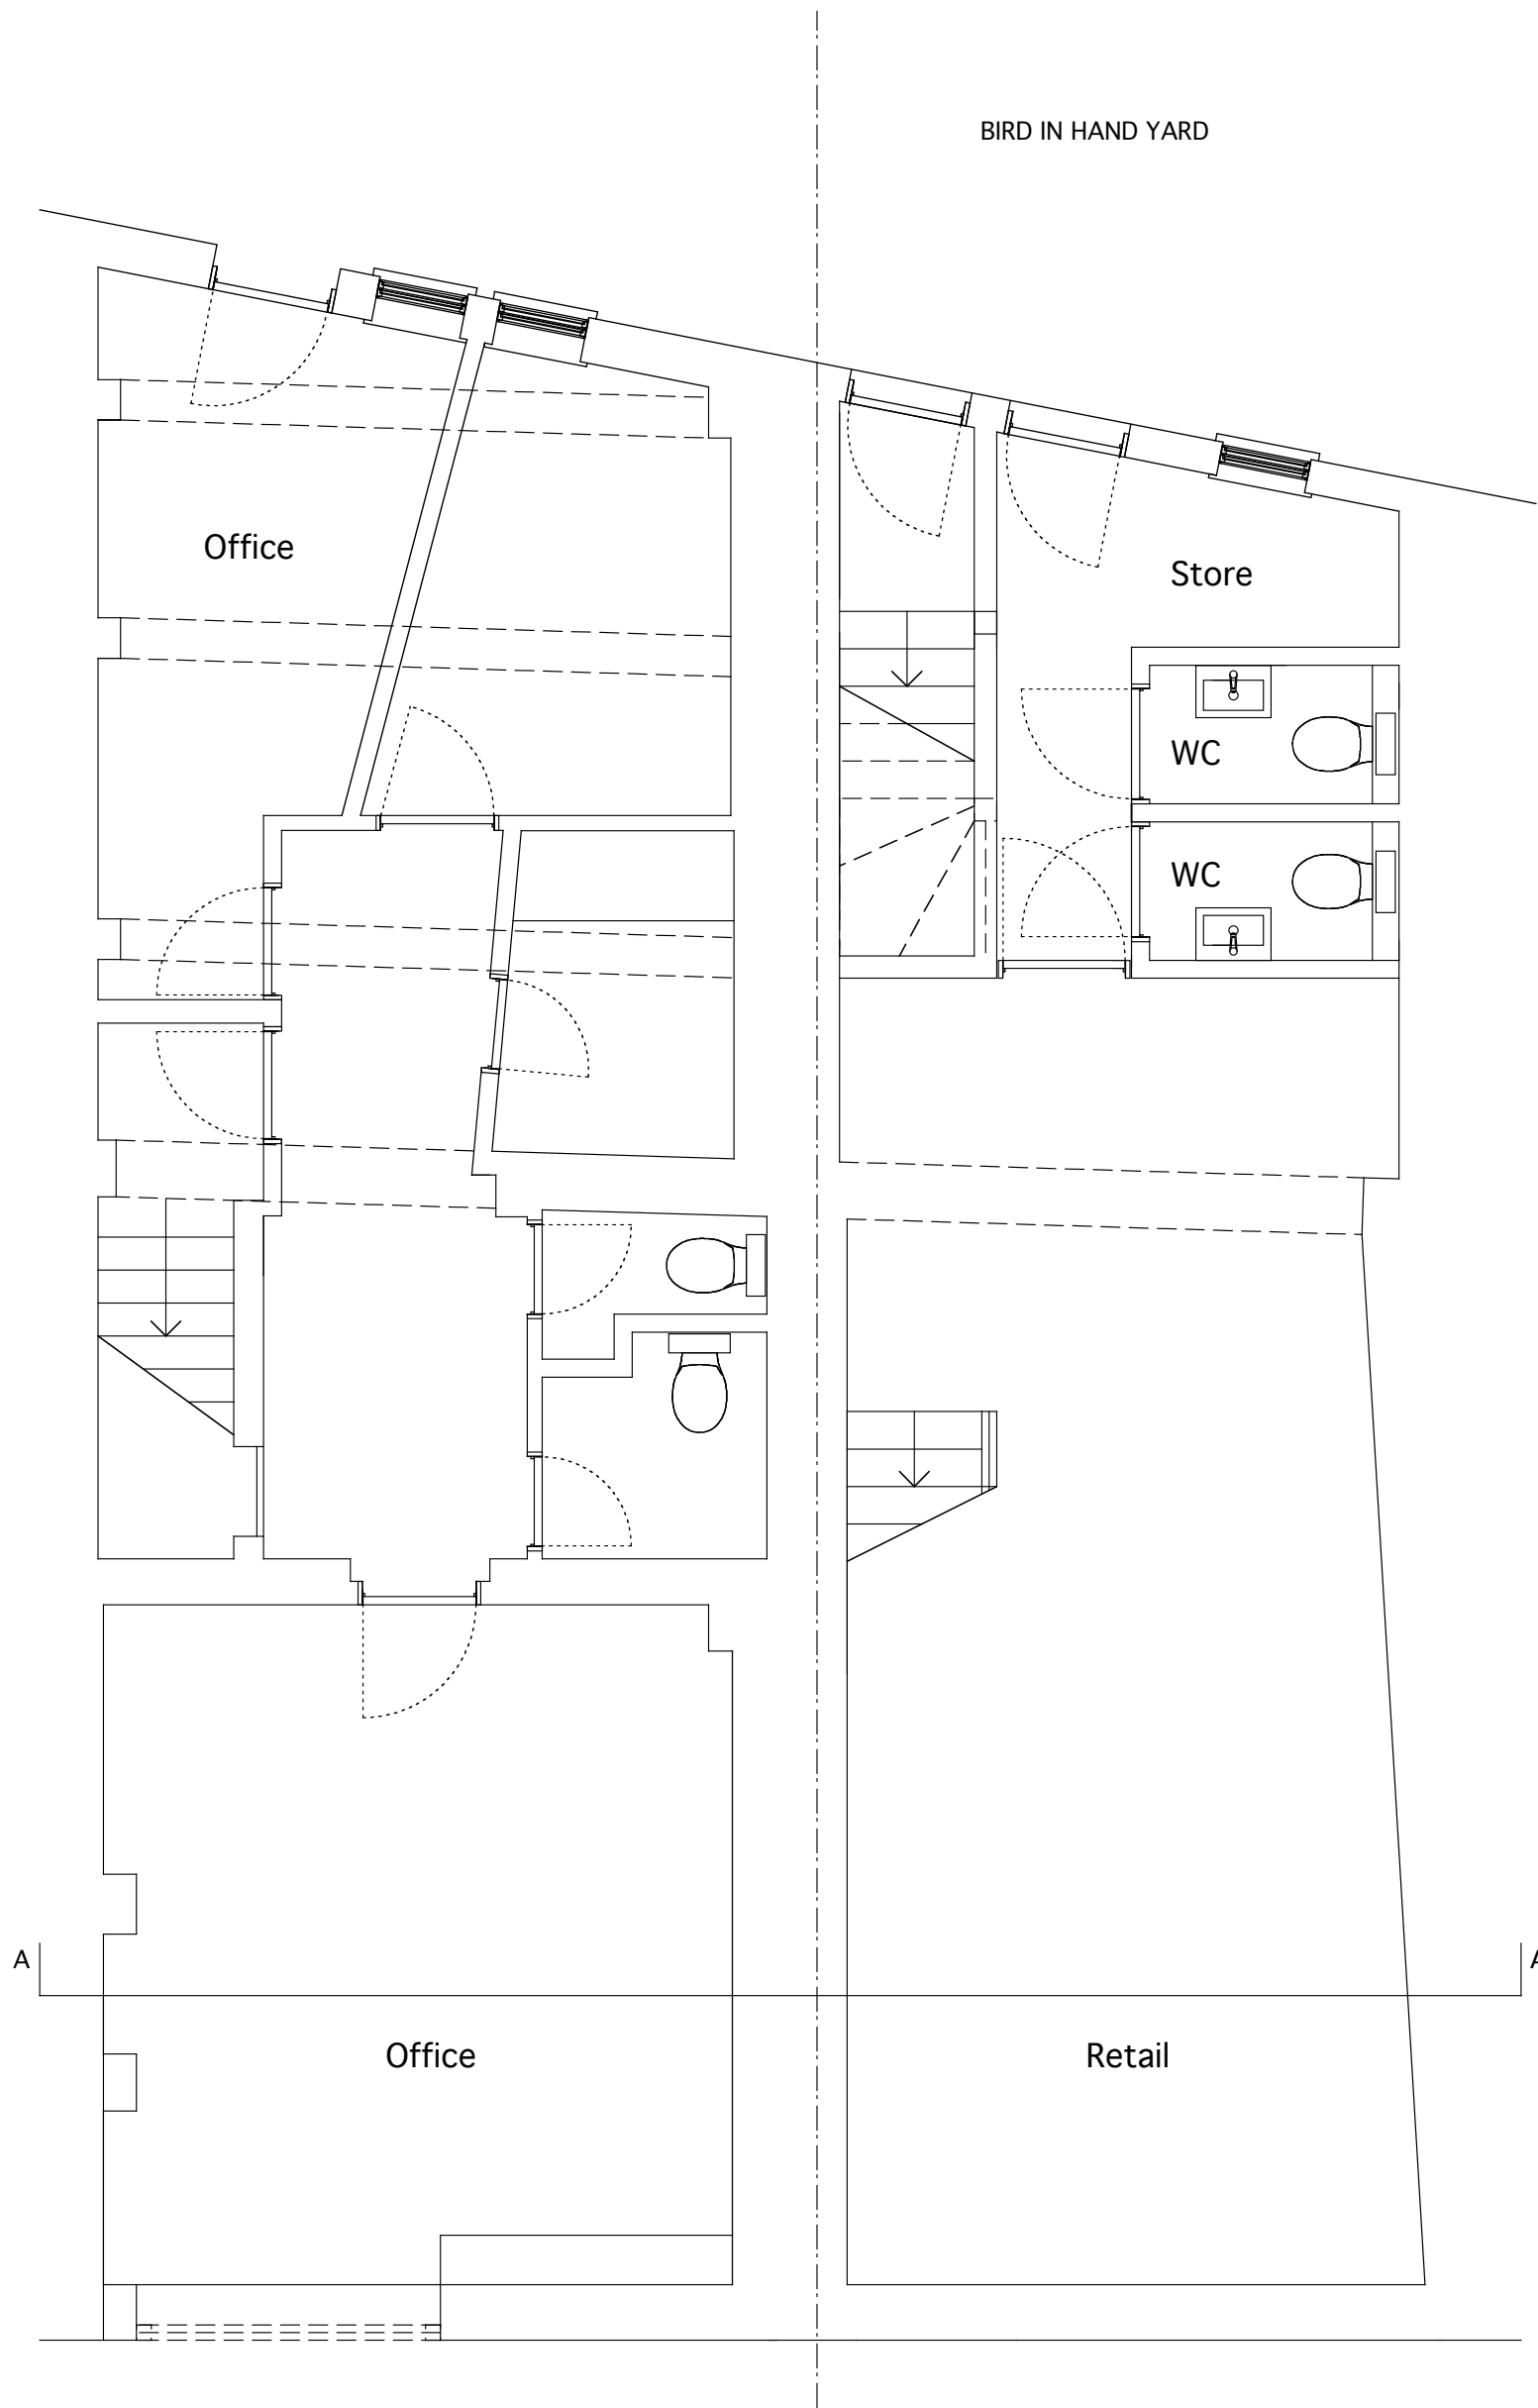 BIRD IN HAND YARD
Office
Store
WC
WC
A
A
Office
Retail